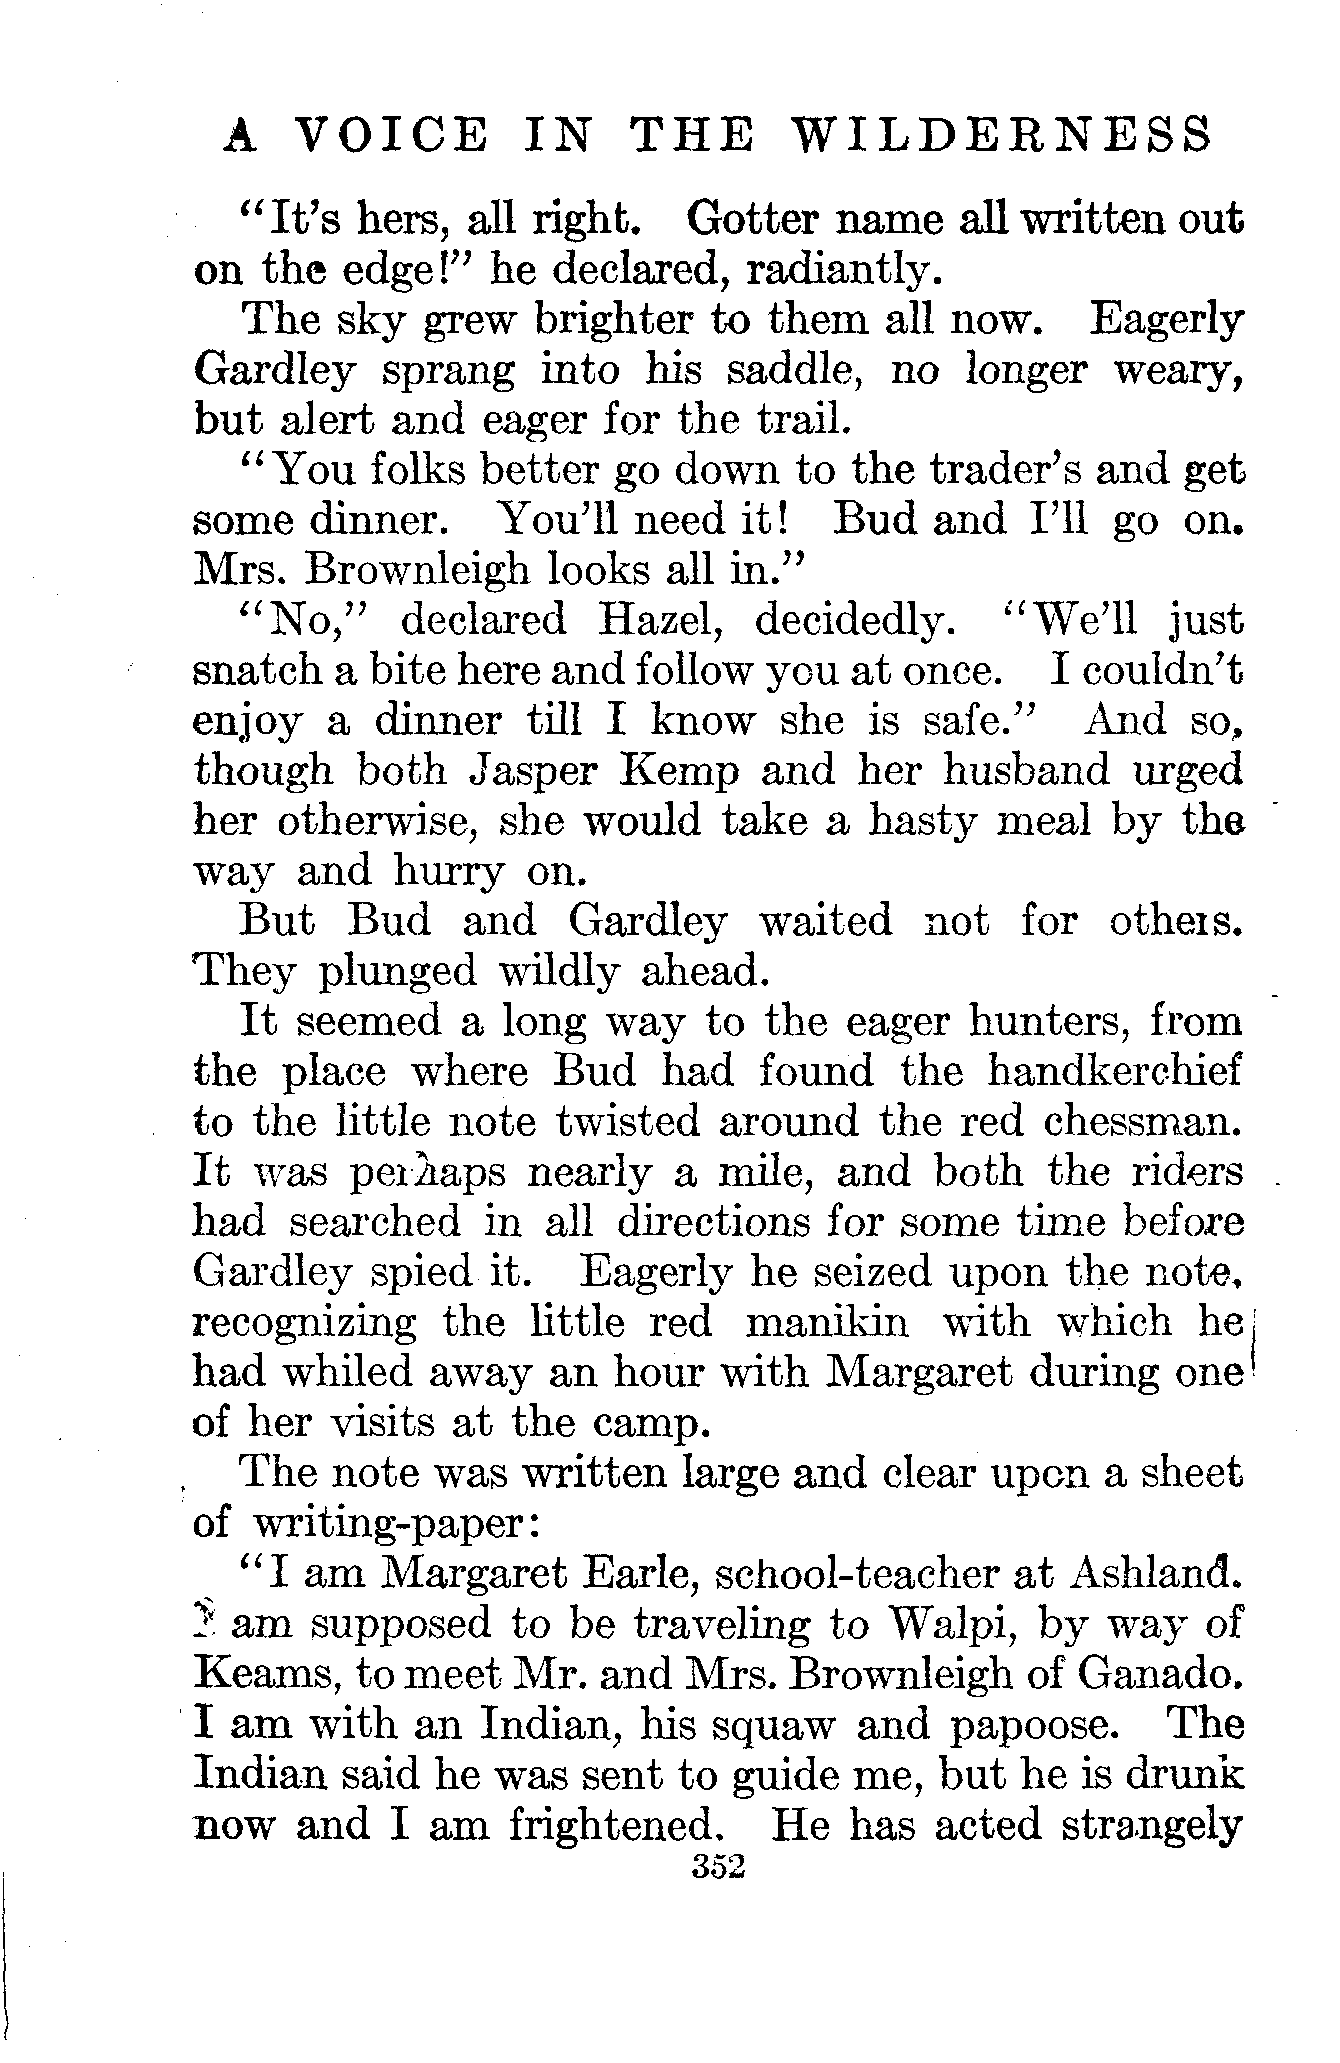 A VOICE IN THE WILDERNESS
"It's hers, all right. Gotter name all written out
on the edge!" he declared, radiantly.
The sky grew brighter to them all now. Eagerly
Gardley sprang into his saddle, no longer weary,
but alert and eager for the trail.
"You folks better go down to the trader's and get
some dinner. You'll need it! Bud and I'll go on.
Mrs. Brownleigh looks all in."
"No," declared Hazel, decidedly. "We'll just
snatch a bite here and follow you at once. I couldn't
enjoy a dinner till I know she is safe." And so,
though both Jasper Kemp and her husband urged
her otherwise, she would take a hasty meal by the
way and hurry on.
But Bud and Gardley waited not for others.
They plunged wildly ahead.
It seemed a long way to the eager hunters, from
the place where Bud had found the handkerchief
to the little note twisted around the red chessman.
It was perhaps nearly a mile, and both the riders
had searched in all directions for some time before
Gardley spied it. Eagerly he seized upon the note,
recognizing the little red manikin with which he
had whiled away an hour with Margaret during one
of her visits at the camp.
The note was written large and clear upon a sheet
of writing-paper:
"I am Margaret Earle, school-teacher at Ashland.
I am supposed to be traveling to Walpi, by way of
Keams, to meet Mr. and Mrs. Brownleigh of Ganado.
I am with an Indian, his squaw and papoose. The
Indian said he was sent to guide me, but he is drunk
now and I am frightened. He has acted strangely
352